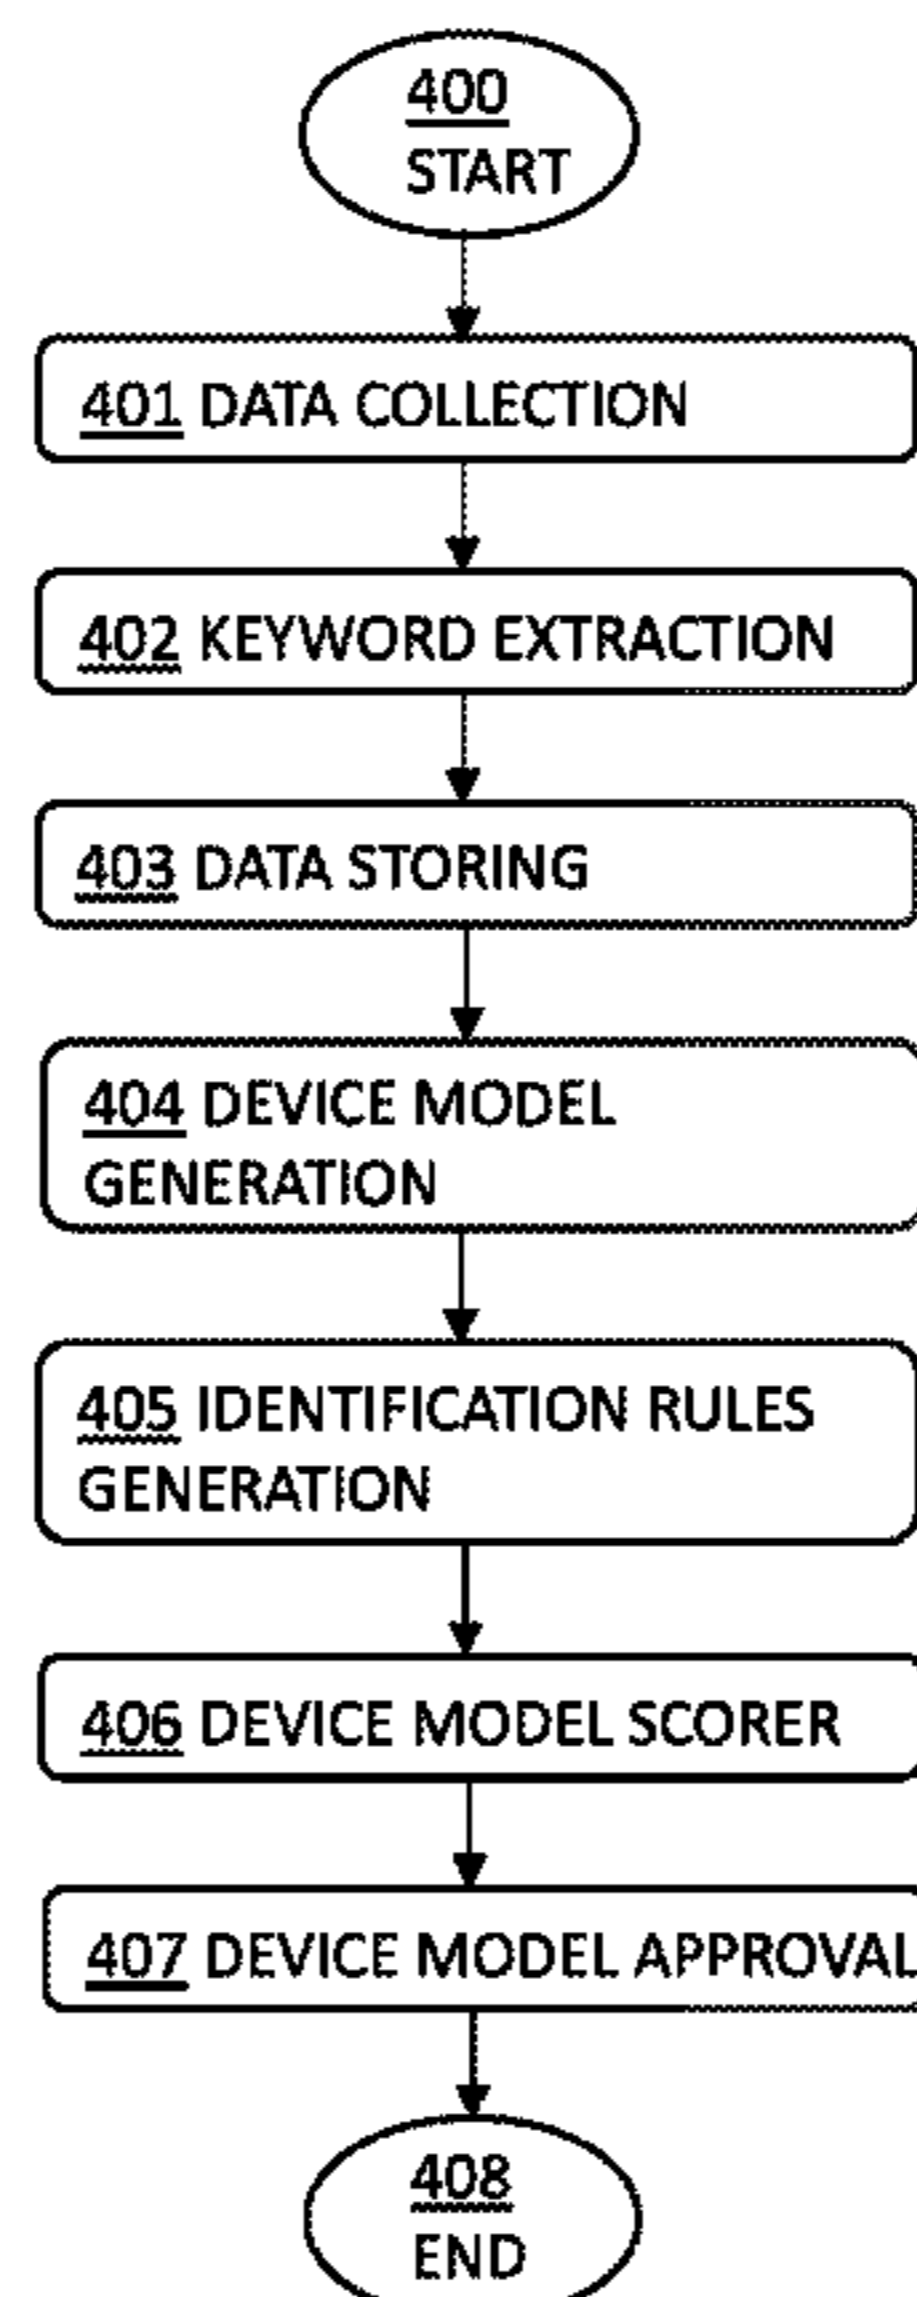 400
START
401 DATA COLLECTION
402 KEYWORD EXTRACTION
403 DATA STORING
404 DEVICE MODEL
GENERATION
405 IDENTIFICATION RULES
GENERATION
406 DEVICE MODEL SCORER
407 DEVICE MODEL APPROVAL
408
END